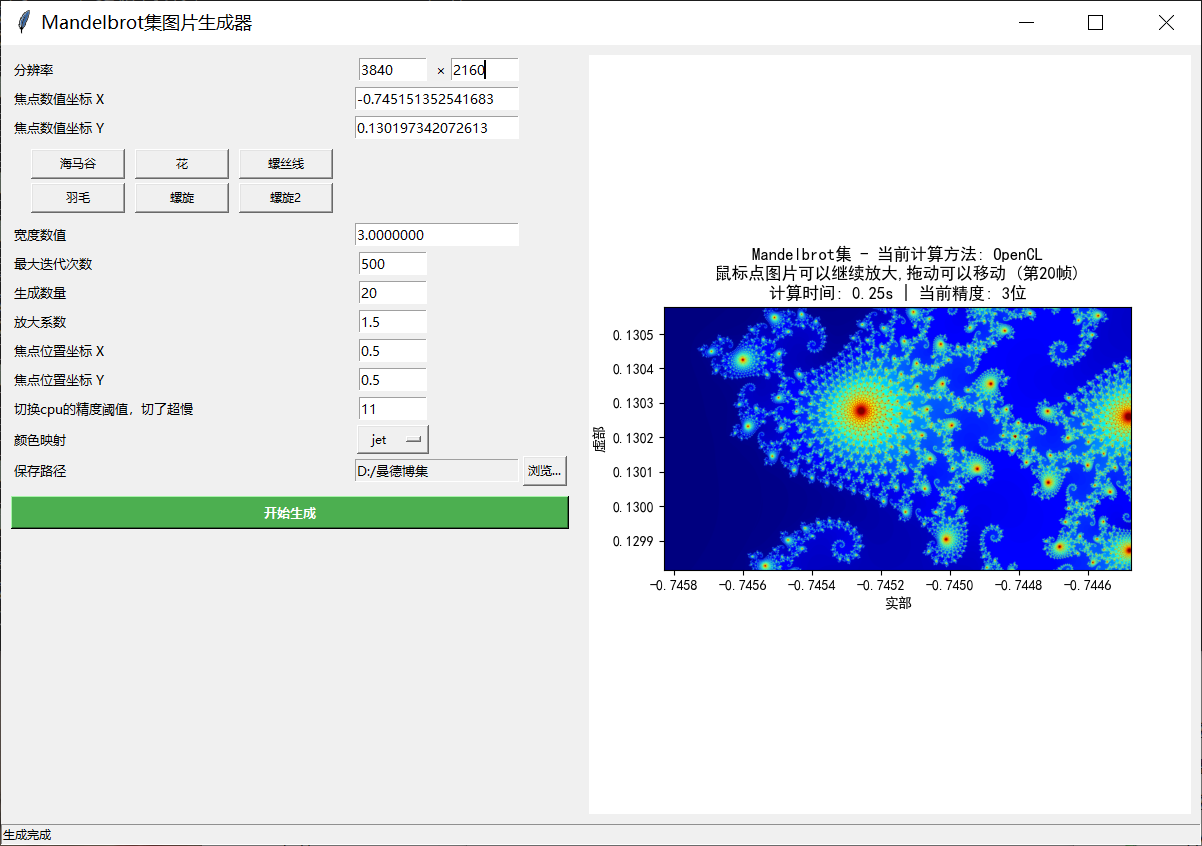 Mandelbrot集图片生成器
分辨率 3840 × 2160
焦点数值坐标 X -0.745151352541683
焦点数值坐标 Y 0.130197342072613
海马谷 花 螺丝线
羽毛 螺旋 螺旋2
宽度数值 3.0000000
最大迭代次数 500
生成数量 20
放大系数 1.5
焦点位置坐标 X 0.5
焦点位置坐标 Y 0.5
切换cpu的精度阈值，切了超慢 11
颜色映射 jet
保存路径 D:/曼德博集 浏览...
开始生成
Mandelbrot集 - 当前计算方法: OpenCL
鼠标点图片可以继续放大,拖动可以移动 (第20帧)
计算时间: 0.25s | 当前精度: 3位
0.1305
0.1304
0.1303
0.1302
0.1301
0.1300
0.1299
虚部
-0.7458 -0.7456 -0.7454 -0.7452 -0.7450 -0.7448 -0.7446
实部
生成完成